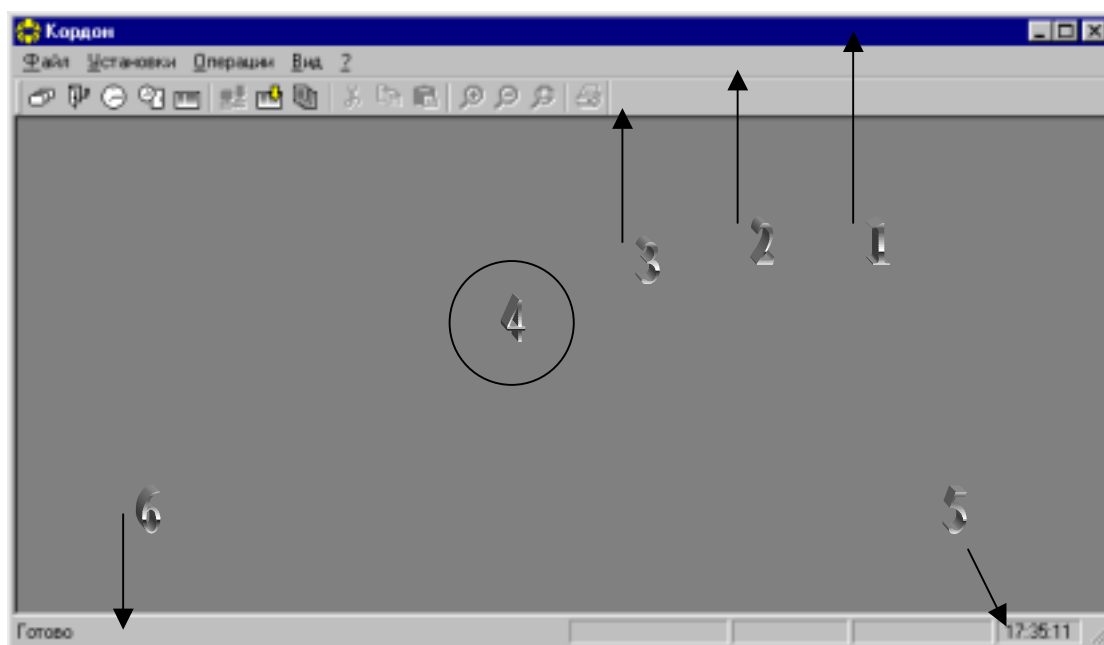 Кордон
Файл Установки Операции Вид ?
3 2 1
4
6 5
Готово 17:35:11